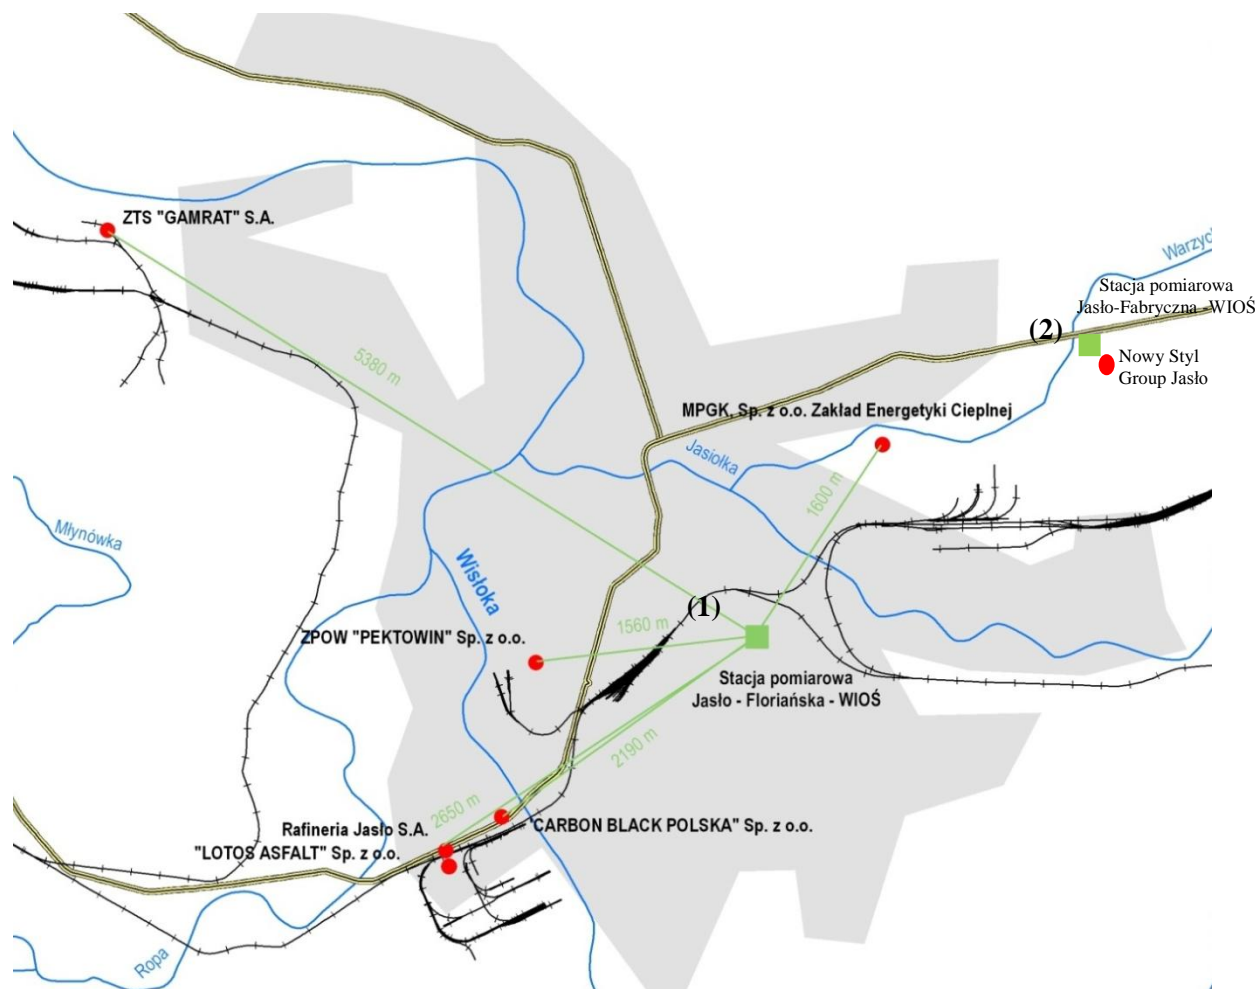 ZTS "GAMRAT" S.A.
Warzyc
Stacja pomiarowa
Jasło-Fabryczna -WIOŚ
(2)
Nowy Styl
Group Jasło
5380 m
MPGK, Sp. z o.o. Zakład Energetyki Cieplnej
Jasiołka
1600 m
Młynówka
Wisłoka
(1)
1560 m
ZPOW "PEKTOWIN" Sp. z o.o.
Stacja pomiarowa
Jasło - Floriańska - WIOŚ
2190 m
2650 m
Rafineria Jasło S.A.
"CARBON BLACK POLSKA" Sp. z o.o.
"LOTOS ASFALT" Sp. z o.o.
Ropa